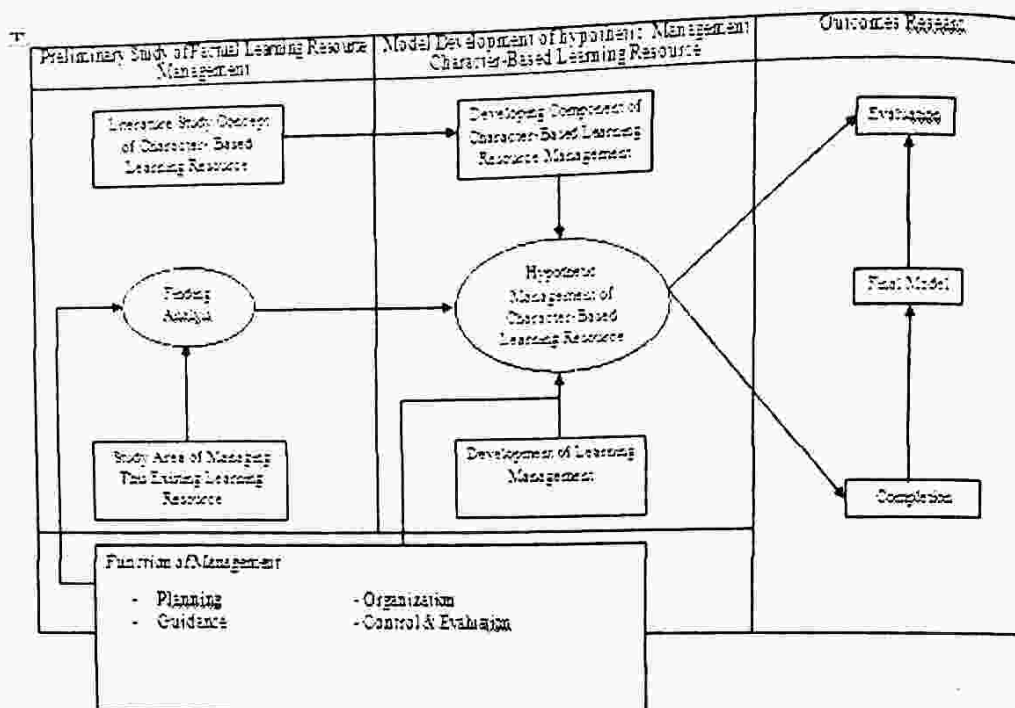 Preliminary Study of Factual Learning Resource
Management
Model Development of hypothetic Management
Character-Based Learning Resource
Outcomes Research
Literature Study Concept
of Character- Based
Learning Resource
Developing Component of
Character-Based Learning
Resource Management
Evaluating
Finding
Analyst
Hypothetic
Management of
Character-Based
Learning Resource
Final Model
Study Area of Managing
This Existing Learning
Resource
Development of Learning
Management
Completion
Function of Management
- Planning
- Organization
- Guidance
- Control & Evaluation